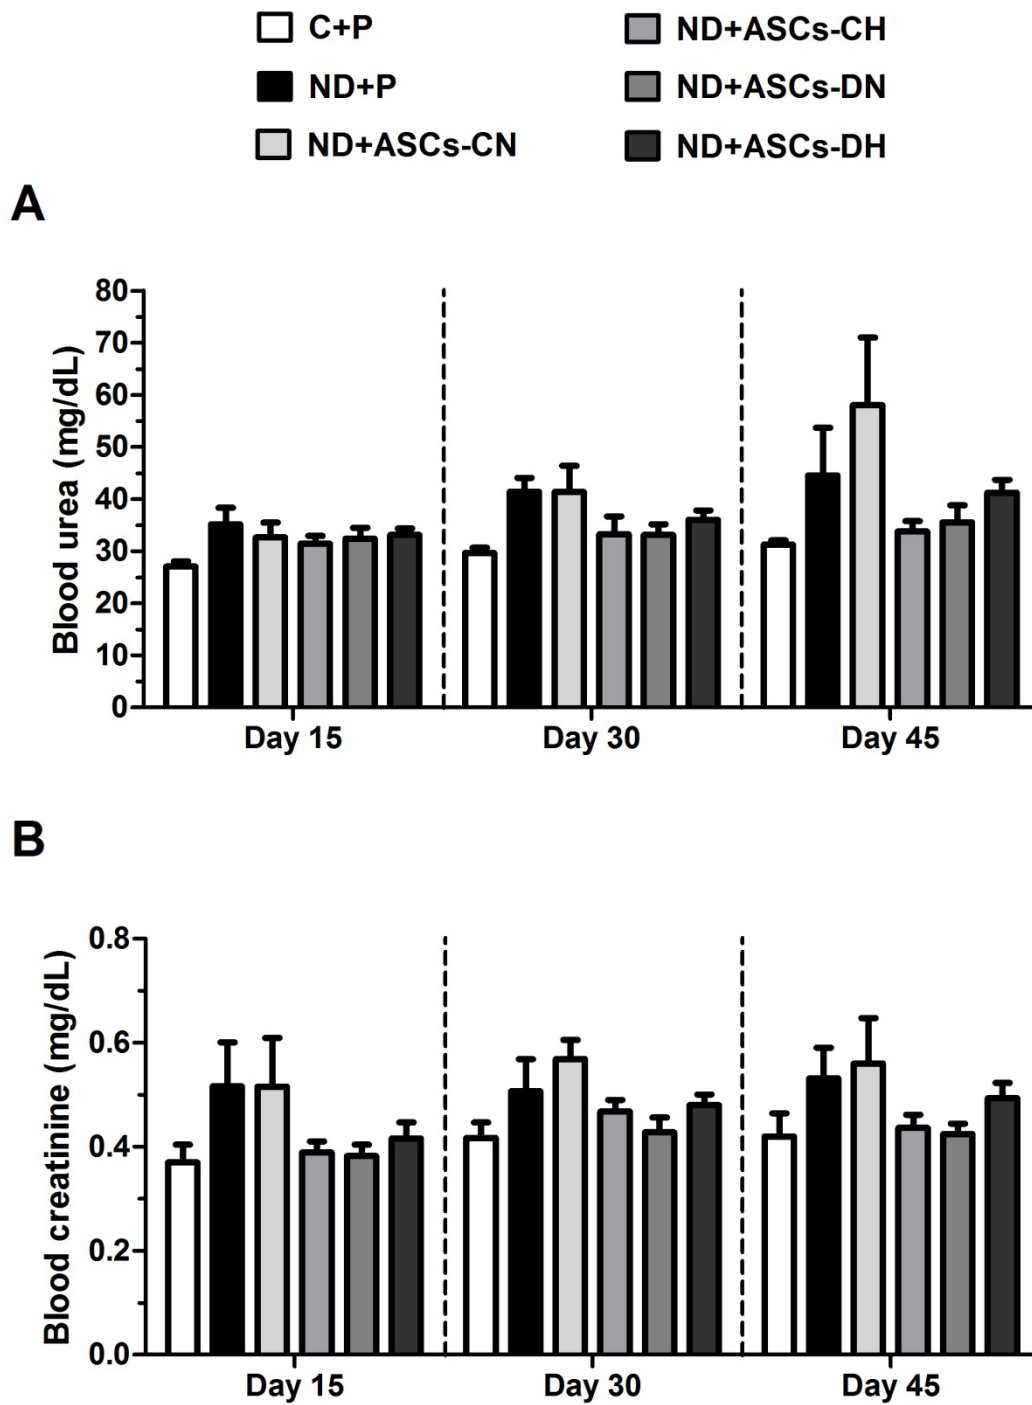 C+P
ND+P
ND+ASCs-CN
ND+ASCs-CH
ND+ASCs-DN
ND+ASCs-DH
A
Blood urea (mg/dL)
80
70
60
50
40
30
20
10
0
Day 15 Day 30 Day 45
B
Blood creatinine (mg/dL)
0.8
0.6
0.4
0.2
0.0
Day 15 Day 30 Day 45